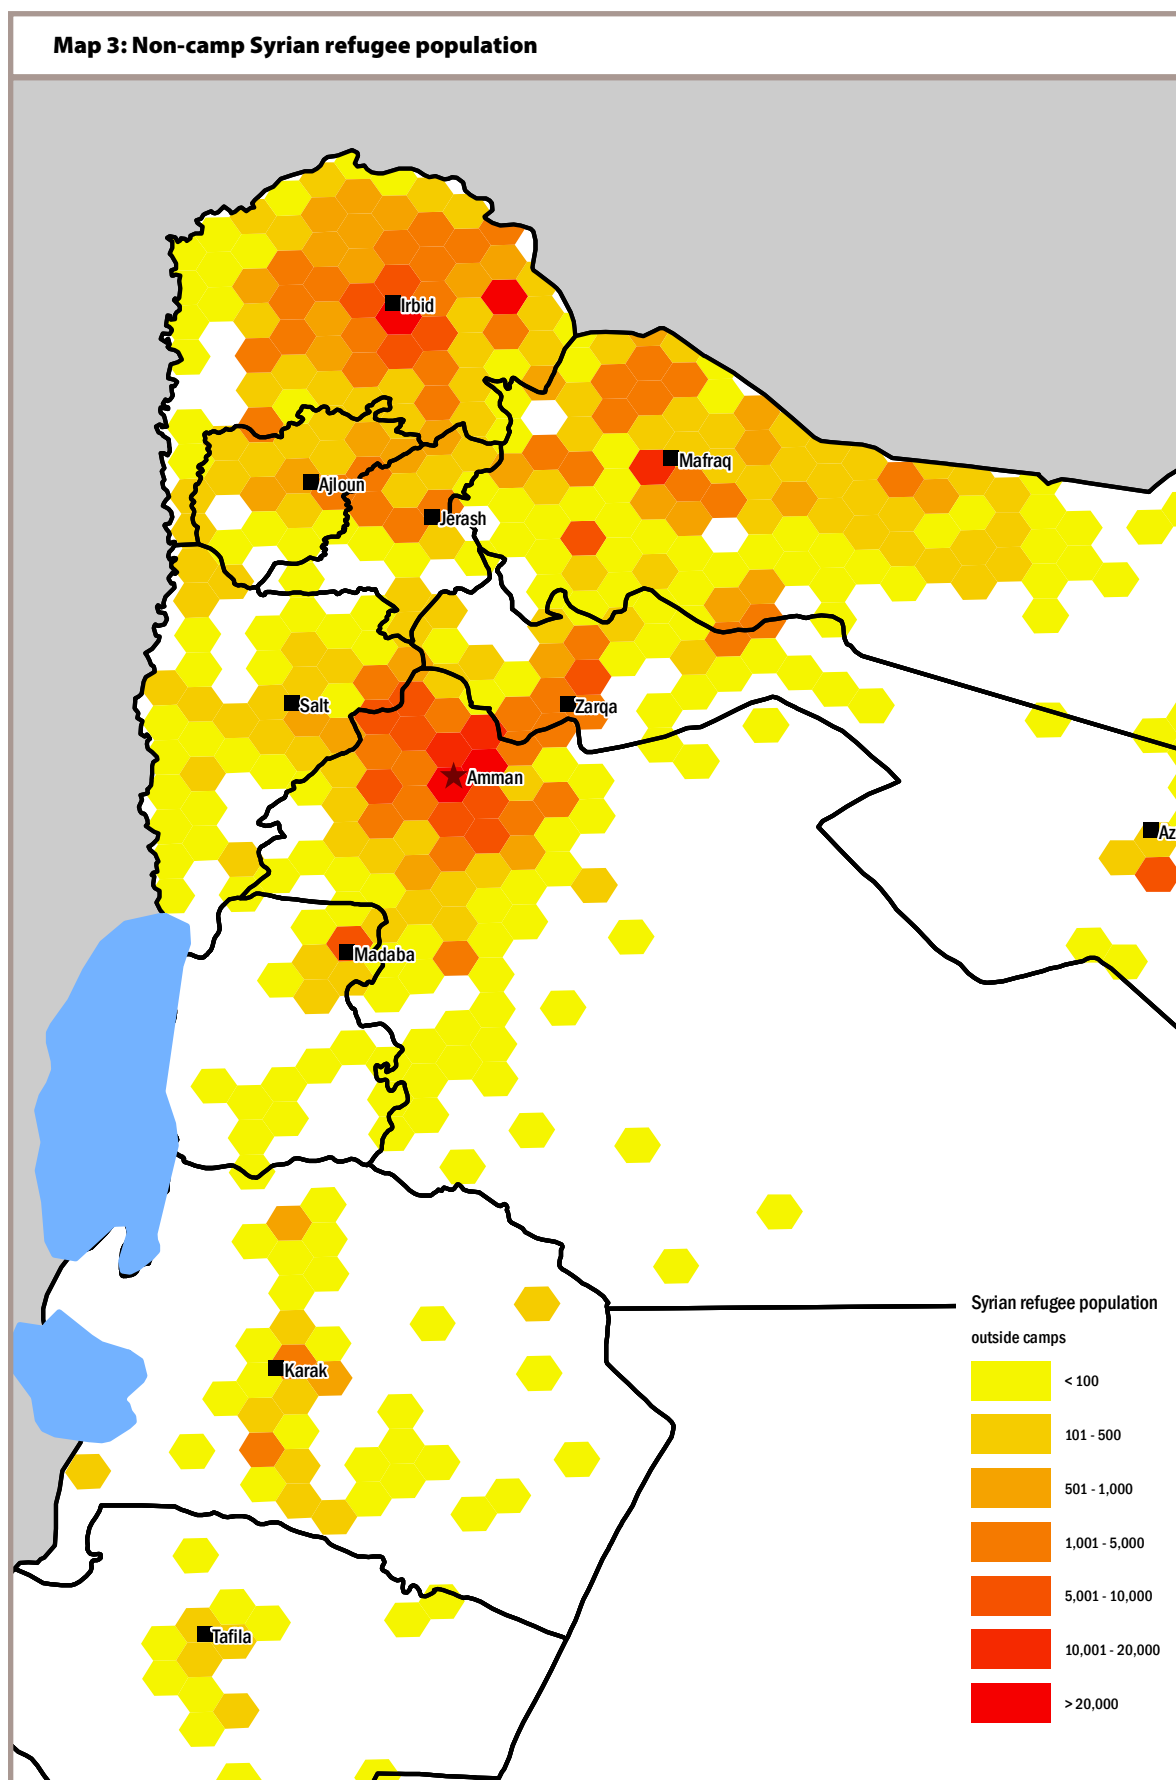 Map 3: Non-camp Syrian refugee population
Irbid
Mafraq
Ajloun
Jerash
Salt
Zarqa
Amman
Az
Madaba
Syrian refugee population
outside camps
Karak
< 100
101 - 500
501 - 1,000
1,001 - 5,000
5,001 - 10,000
Tafila
10,001 - 20,000
> 20,000